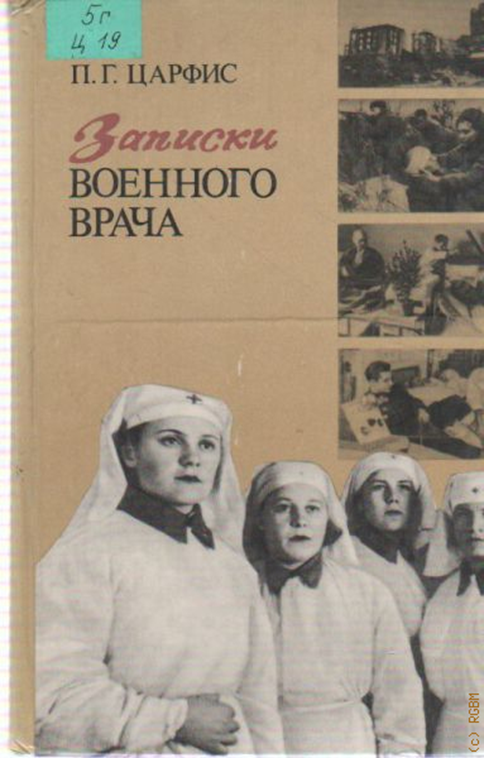 5г
Ц 19
П. Г. ЦАРФИС
Записки
ВОЕННОГО
ВРАЧА
(c) RGBM